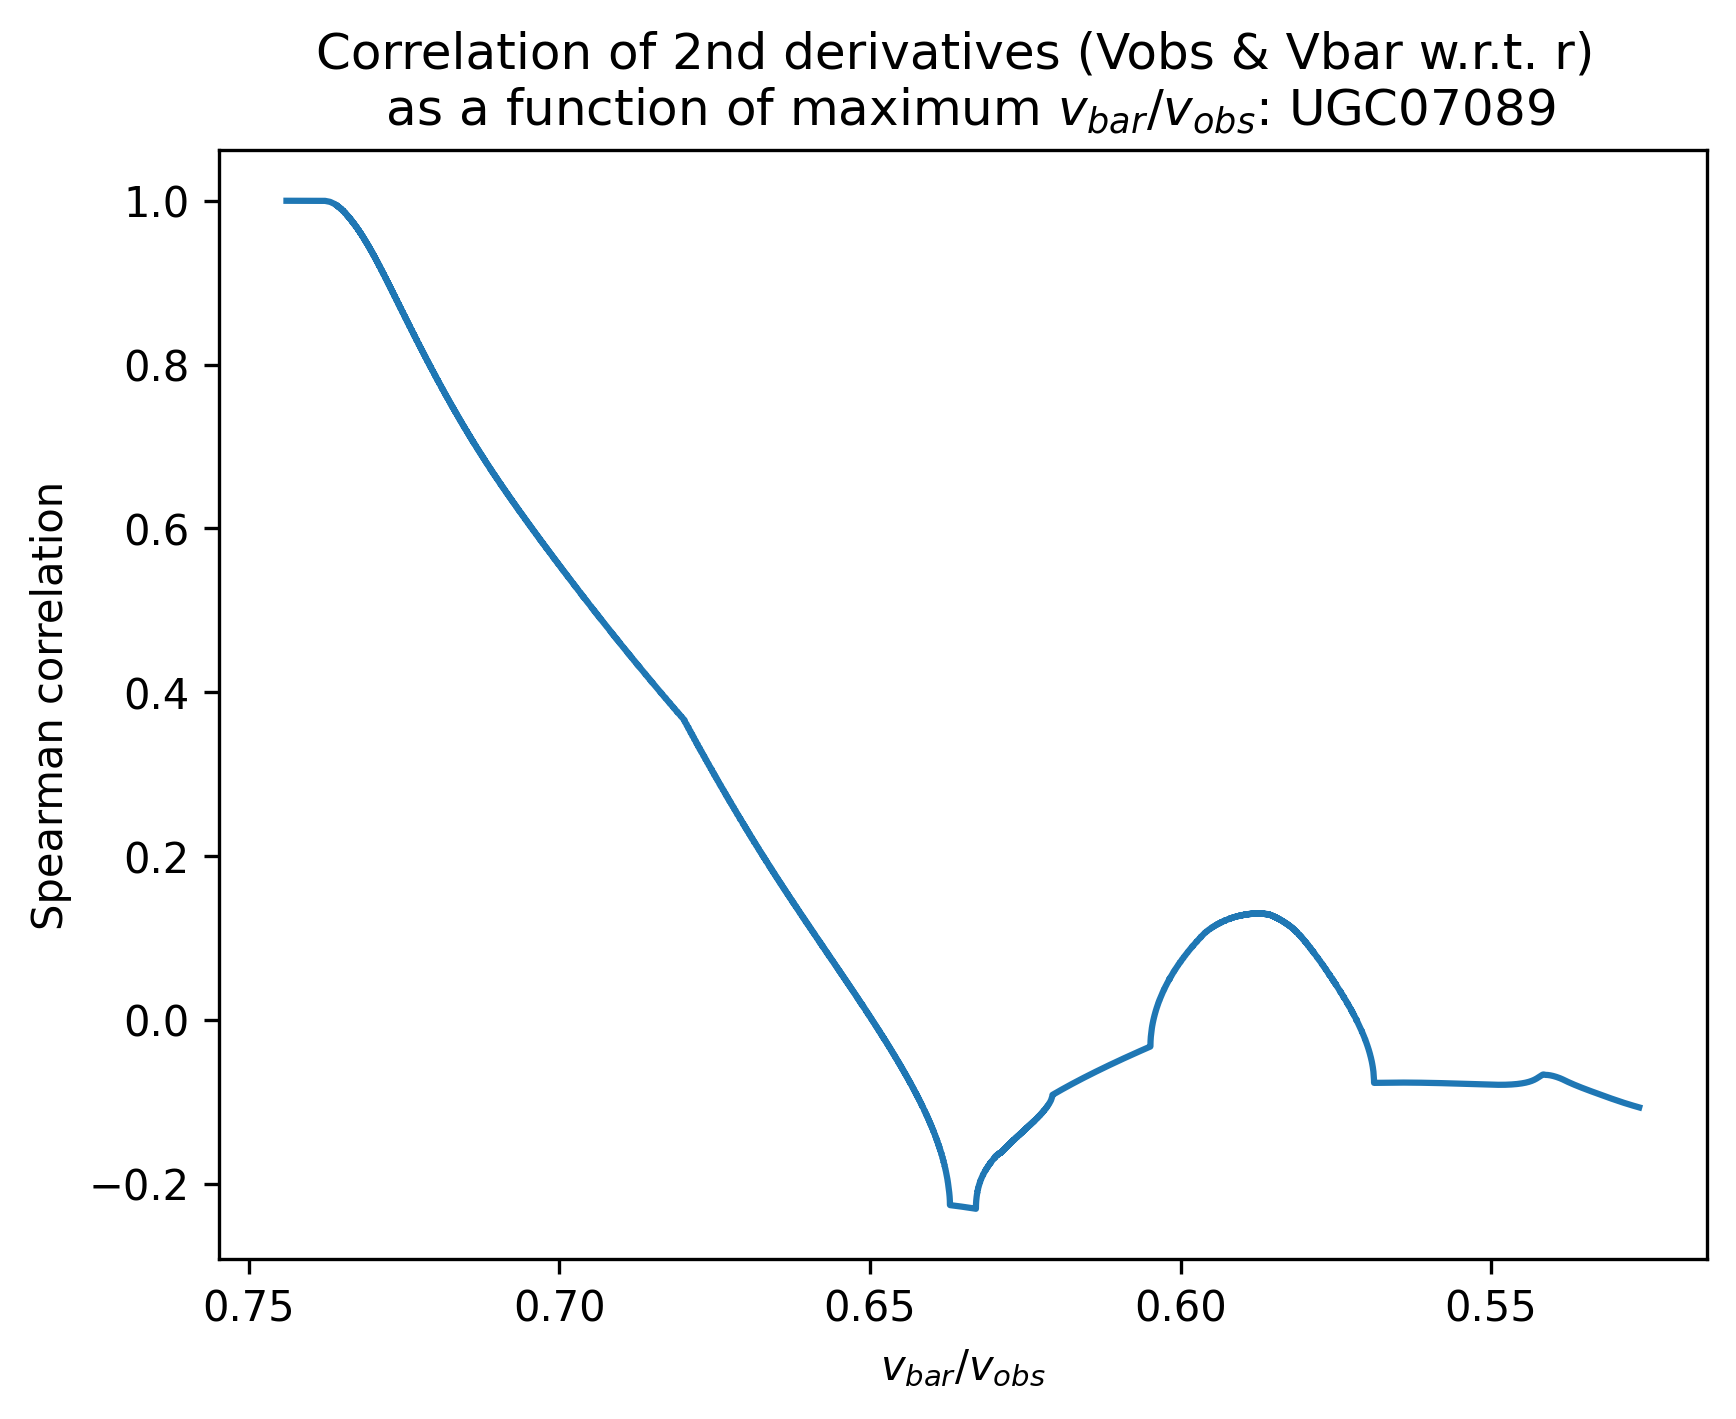 Correlation of 2nd derivatives (Vobs & Vbar w.r.t. r)
as a function of maximum v_bar/v_obs: UGC07089
1.0
0.8
0.6
0.4
0.2
0.0
−0.2
Spearman correlation
0.75 0.70 0.65 0.60 0.55
v_bar/v_obs